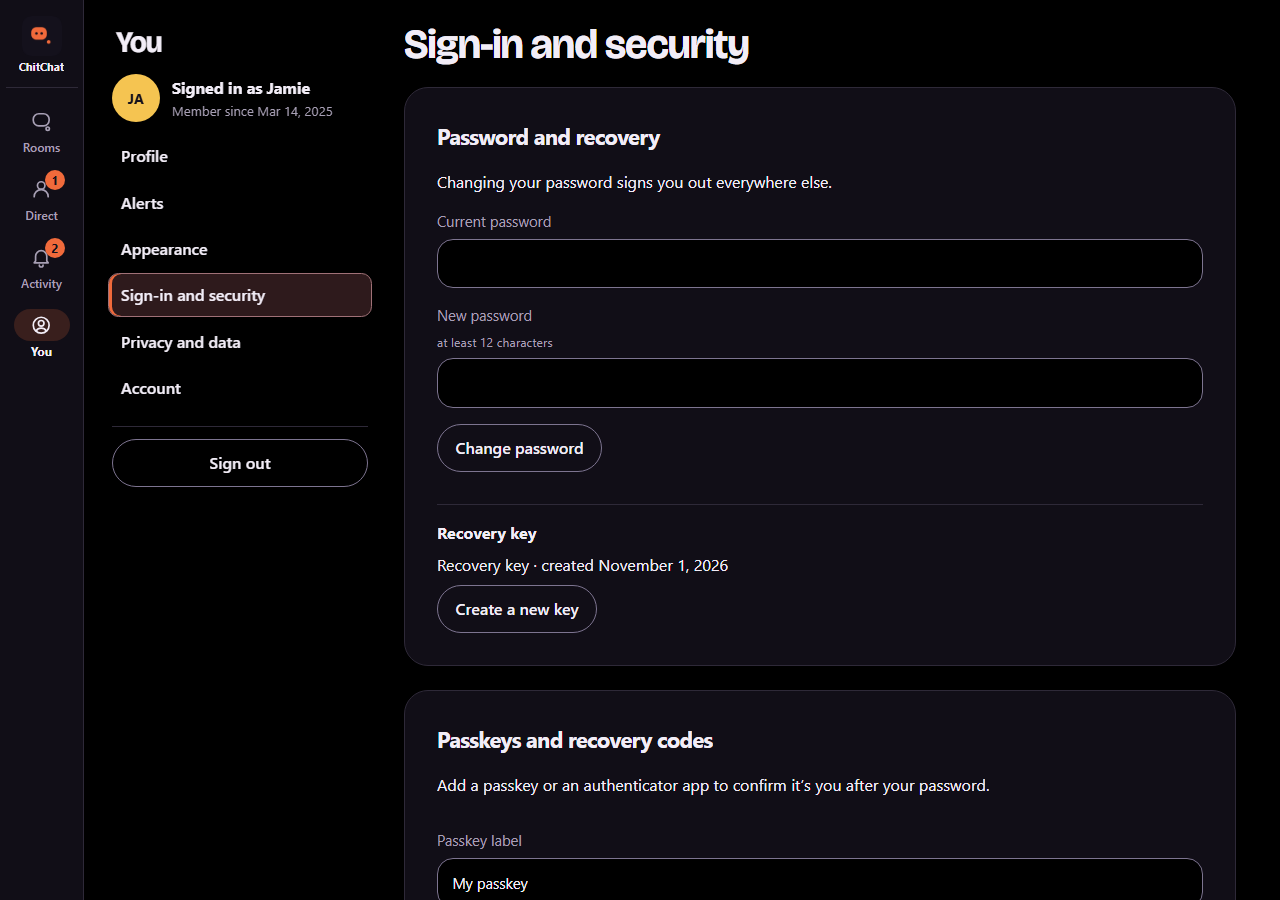 ChitChat
Rooms
1
Direct
2
Activity
You
You
JA
Signed in as Jamie
Member since Mar 14, 2025
Profile
Alerts
Appearance
Sign-in and security
Privacy and data
Account
Sign out
Sign-in and security
Password and recovery
Changing your password signs you out everywhere else.
Current password
New password
at least 12 characters
Change password
Recovery key
Recovery key · created November 1, 2026
Create a new key
Passkeys and recovery codes
Add a passkey or an authenticator app to confirm it’s you after your password.
Passkey label
My passkey